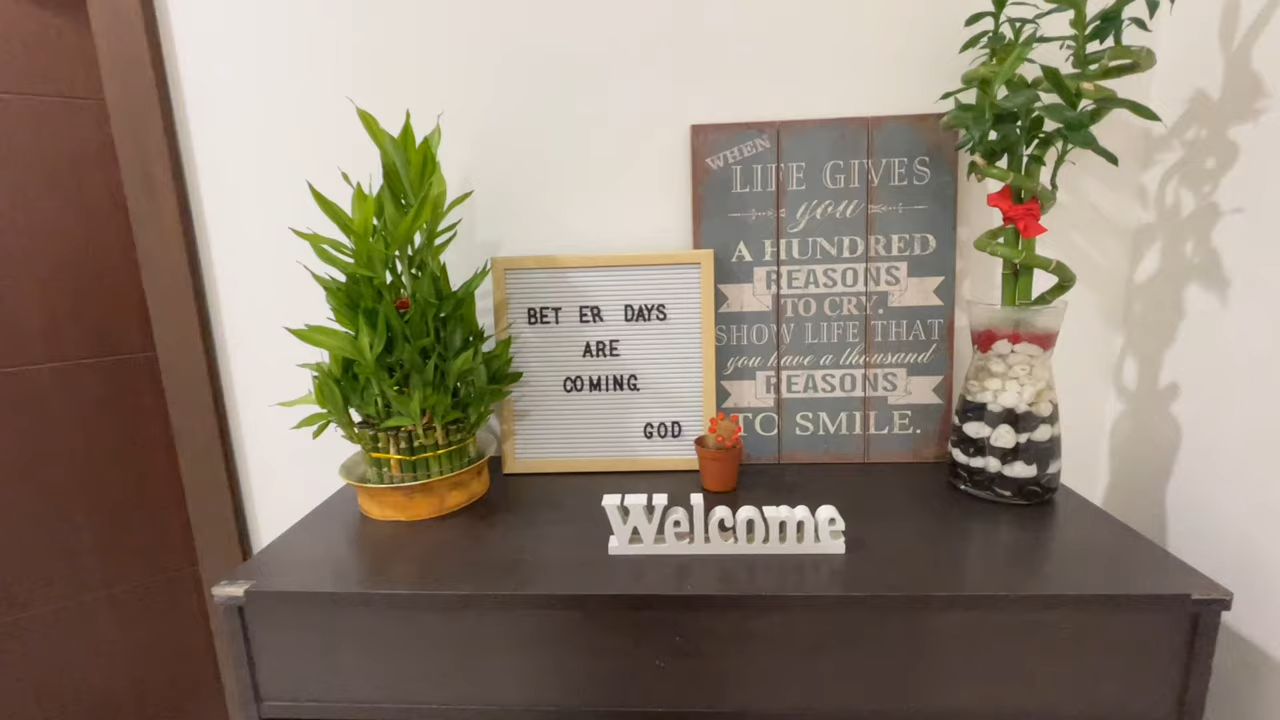 BET ER DAYS
ARE
COMING.
GOD
WHEN
LIFE GIVES
you
A HUNDRED
REASONS
TO CRY.
SHOW LIFE THAT
you have a thousand
REASONS
TO SMILE.
Welcome